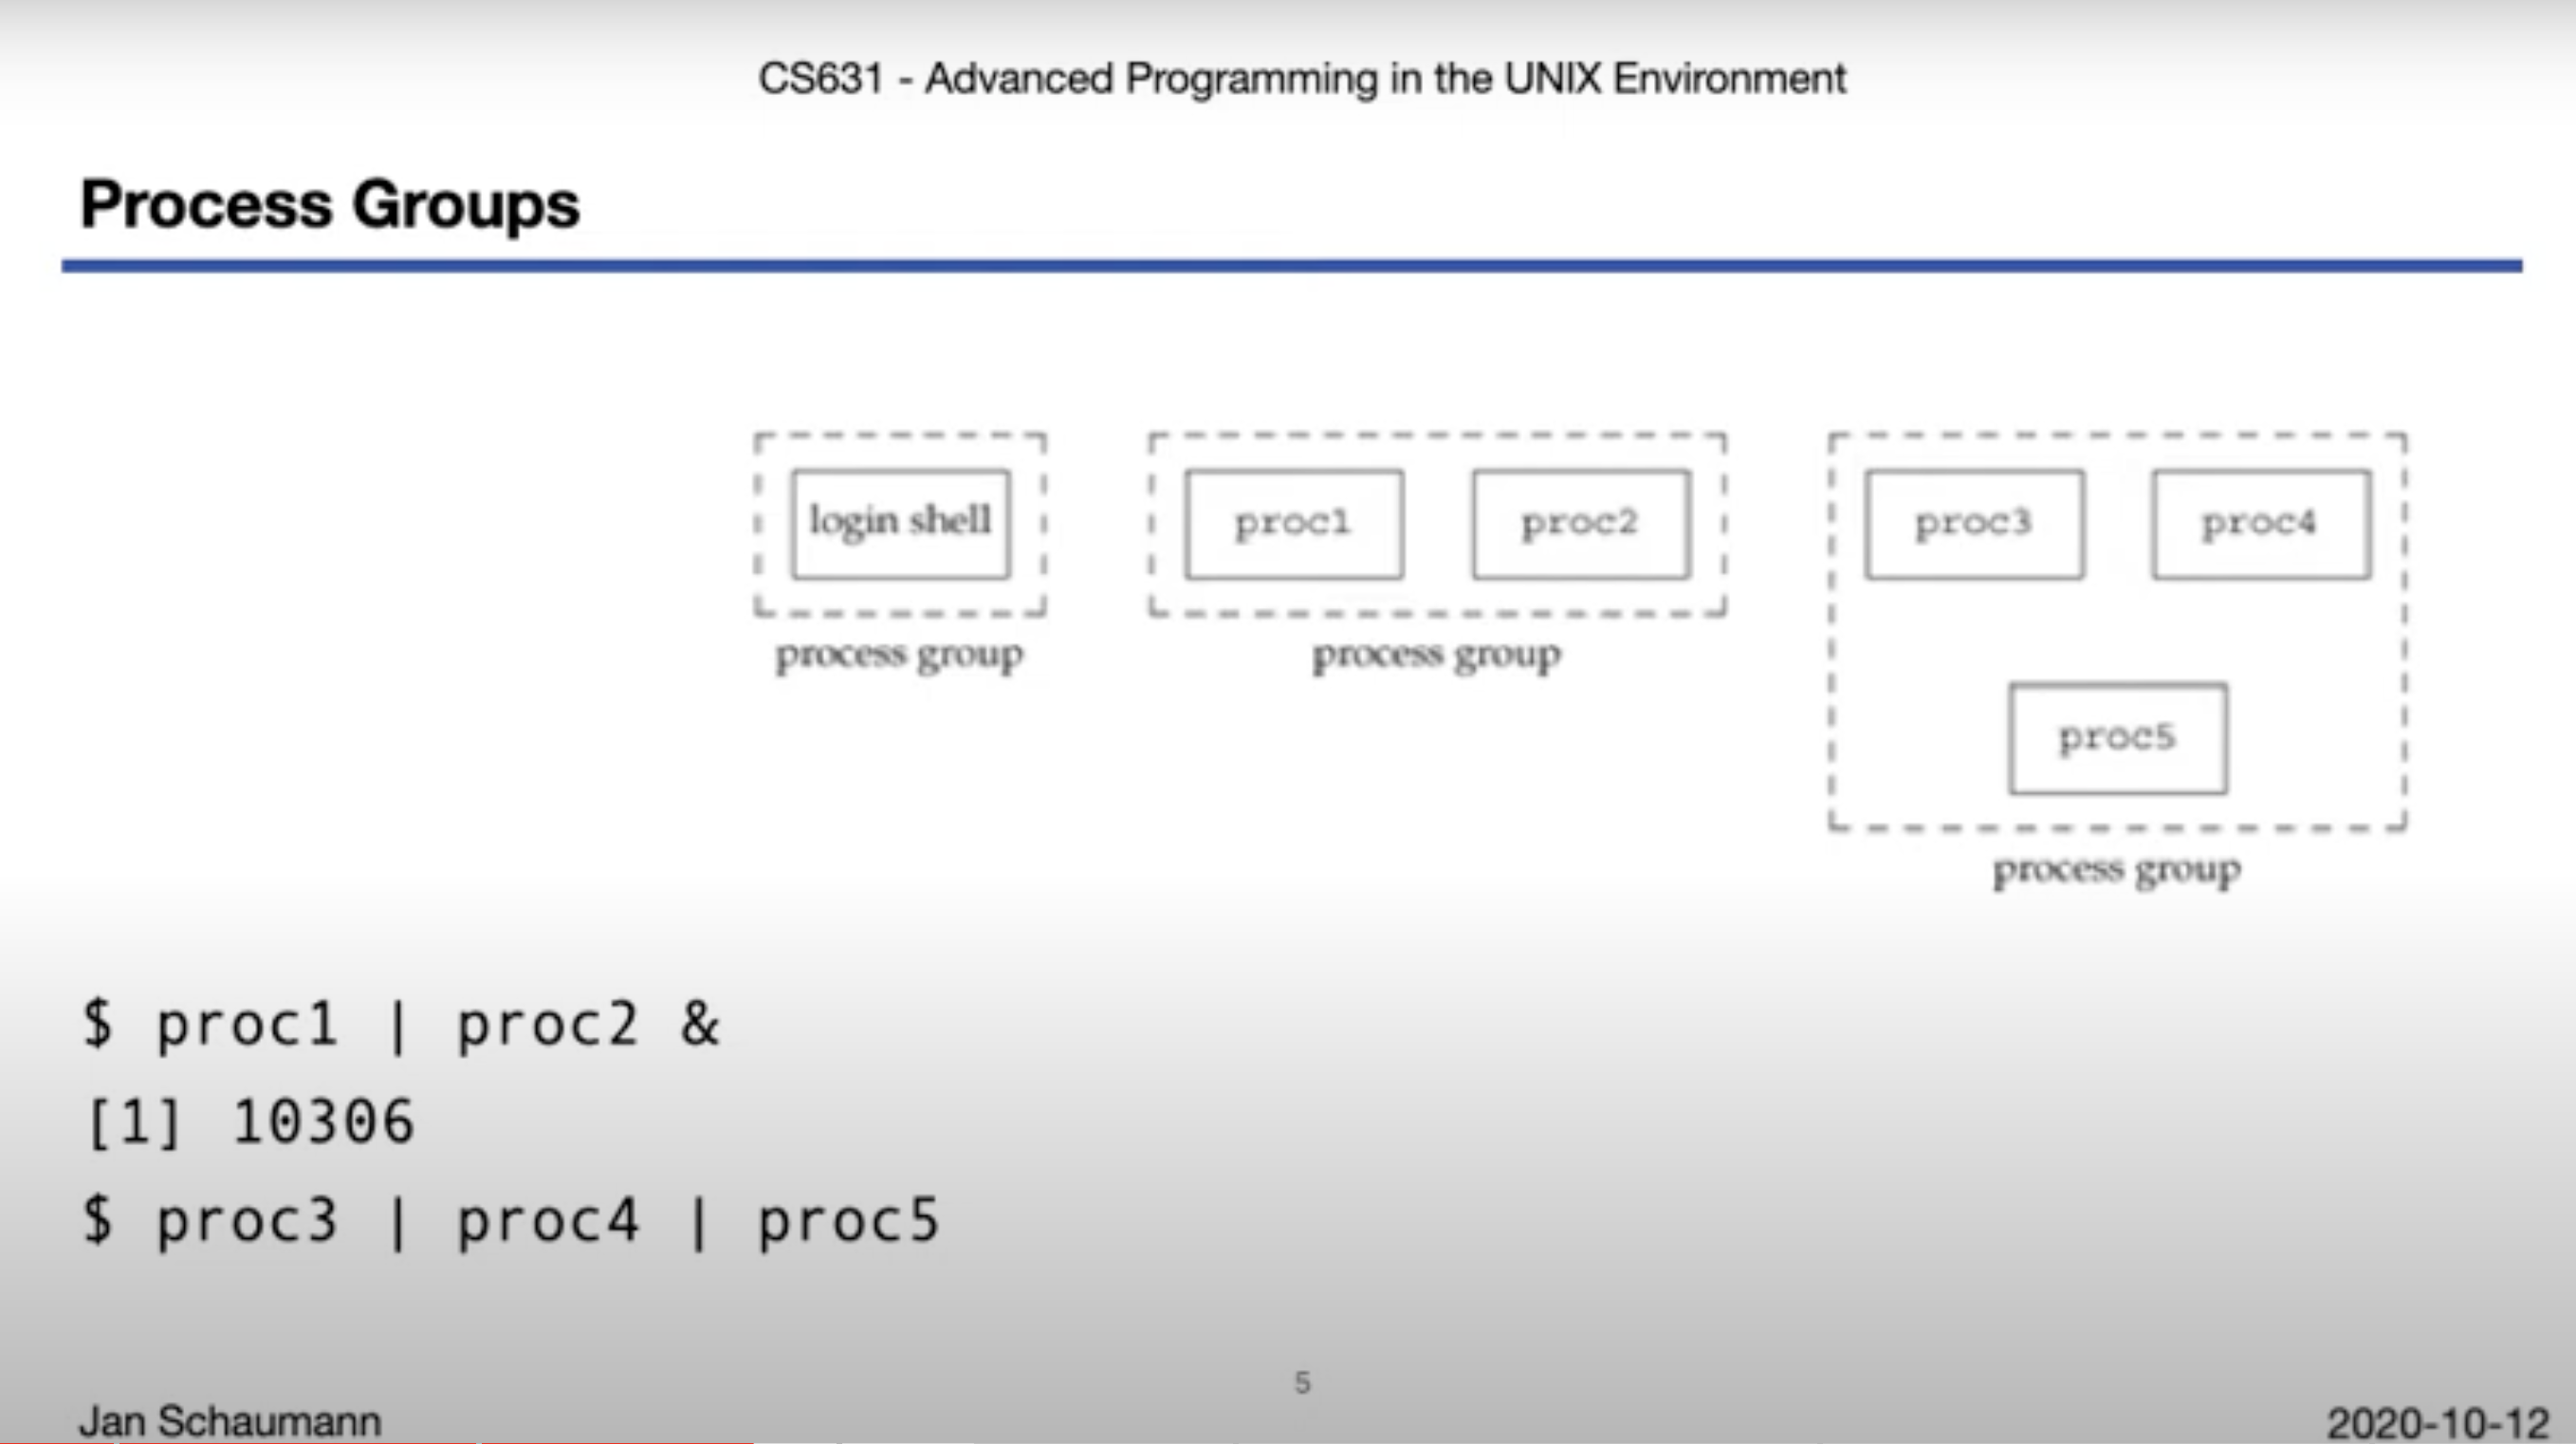 CS631 - Advanced Programming in the UNIX Environment
Process Groups
login shell
proc1
proc2
proc3
proc4
process group
process group
proc5
process group
$ proc1 | proc2 &
[1] 10306
$ proc3 | proc4 | proc5
5
Jan Schaumann
2020-10-12